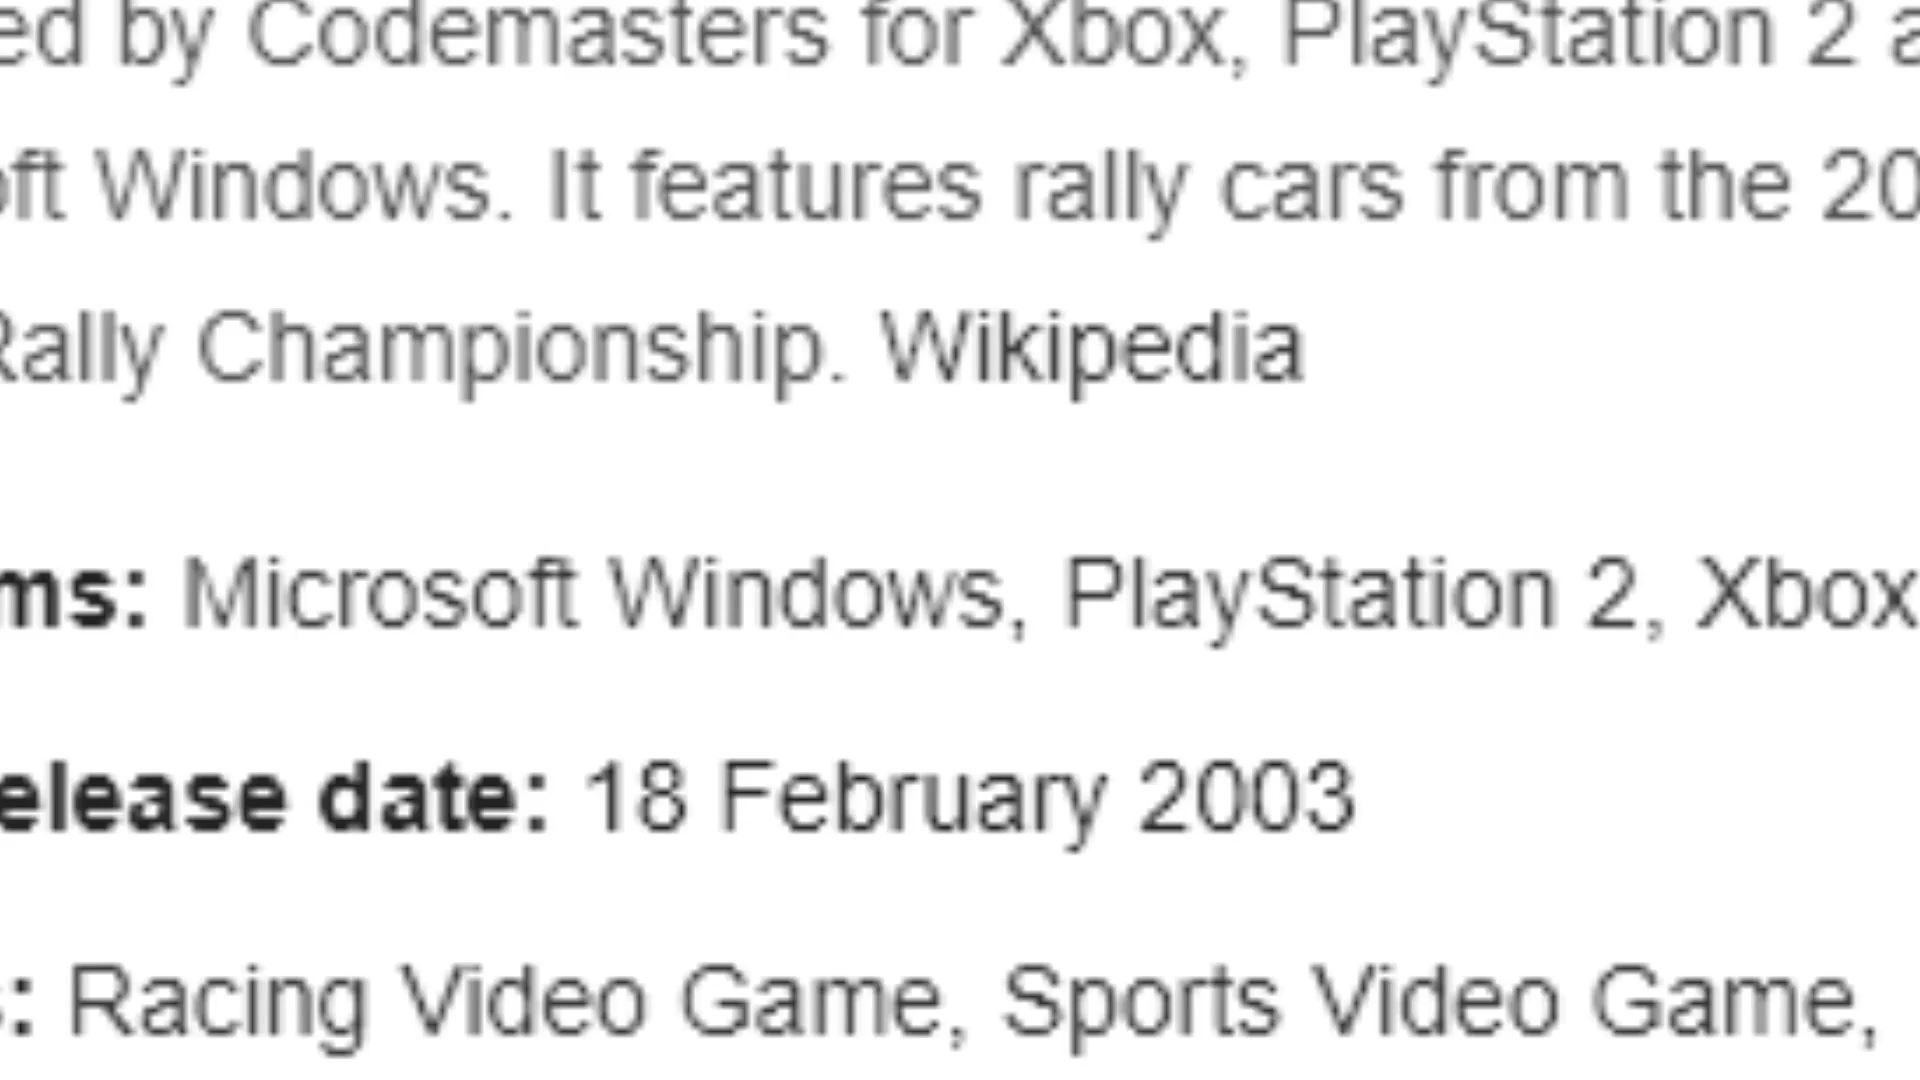 ed by Codemasters for Xbox, PlayStation 2 a
oft Windows. It features rally cars from the 20
Rally Championship. Wikipedia
ms: Microsoft Windows, PlayStation 2, Xbox
elease date: 18 February 2003
s: Racing Video Game, Sports Video Game,